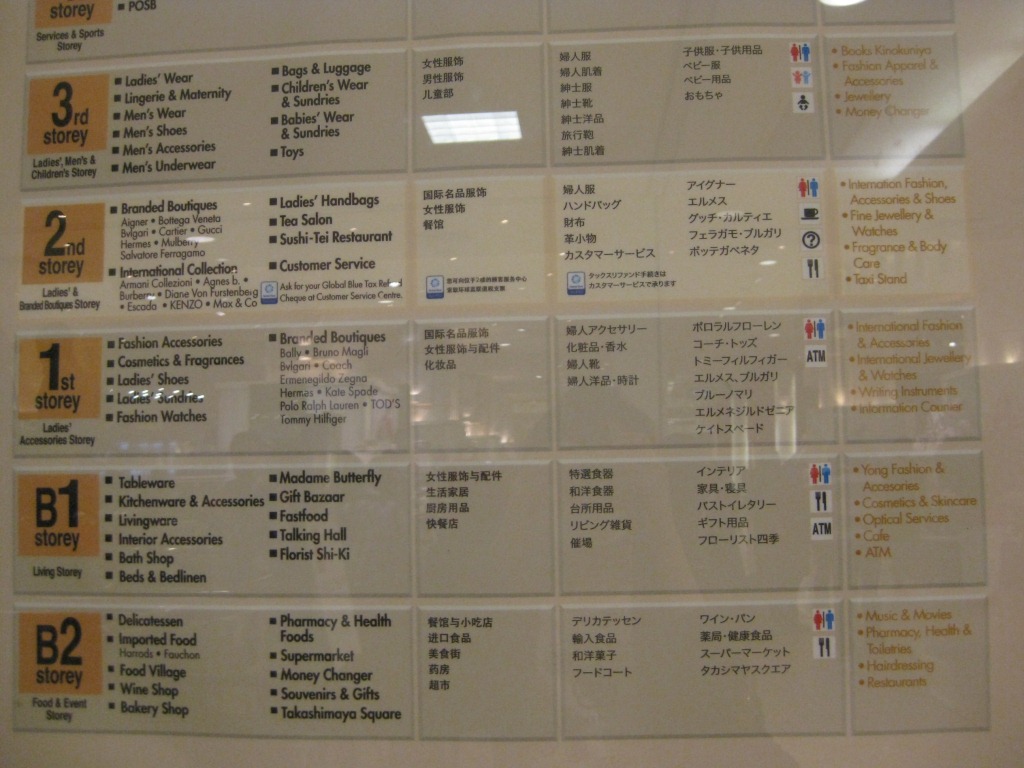 storey
Services & Sports
Storey
POSB
3rd
storey
Ladies', Men's &
Children's Storey
Ladies' Wear
Lingerie & Maternity
Men's Wear
Men's Shoes
Men's Accessories
Men's Underwear
Bags & Luggage
Children's Wear
& Sundries
Babies' Wear
& Sundries
Toys
女性服饰
男性服饰
儿童部
婦人服
婦人肌着
紳士服
紳士靴
紳士洋品
旅行鞄
紳士肌着
子供服・子供用品
ベビー服
ベビー用品
おもちゃ
Books Kinokuniya
Fashion Apparel &
Accessories
Jewellery
Money Changer
2nd
storey
Ladies' &
Branded Boutiques Storey
Branded Boutiques
Aigner • Bottega Veneta
Bvlgari • Cartier • Gucci
Hermes • Mulberry
Salvatore Ferragamo
International Collection
Armani Collezioni • Agnes b. •
Burberry • Diane Von Furstenberg
• Escada • KENZO • Max & Co
Ladies' Handbags
Tea Salon
Sushi-Tei Restaurant
Customer Service
Ask for your Global Blue Tax Refund
Cheque at Customer Service Centre.
国际名品服饰
女性服饰
餐馆
婦人服
ハンドバッグ
財布
革小物
カスタマーサービス
タックスリファンド手続きは
カスタマーサービスで承ります
アイグナー
エルメス
グッチ・カルティエ
フェラガモ・ブルガリ
ボッテガベネタ
Internation Fashion,
Accessories & Shoes
Fine Jewellery &
Watches
Fragrance & Body
Care
Taxi Stand
1st
storey
Ladies'
Accessories Storey
Fashion Accessories
Cosmetics & Fragrances
Ladies' Shoes
Ladies' Sundries
Fashion Watches
Branded Boutiques
Bally • Bruno Magli
Bvlgari • Coach
Ermenegildo Zegna
Hermes • Kate Spade
Polo Ralph Lauren • TOD'S
Tommy Hilfiger
国际名品服饰
女性服饰与配件
化妆品
婦人アクセサリー
化粧品・香水
婦人靴
婦人洋品・時計
ポロラルフローレン
コーチ・トッズ
トミーフィルフィガー
エルメス、ブルガリ
ブルーノマリ
エルメネジルドゼニア
ケイトスペード
ATM
International Fashion
& Accessories
International Jewellery
& Watches
Writing Instruments
Information Counter
B1
storey
Living Storey
Tableware
Kitchenware & Accessories
Livingware
Interior Accessories
Bath Shop
Beds & Bedlinen
Madame Butterfly
Gift Bazaar
Fastfood
Talking Hall
Florist Shi-Ki
女性服饰与配件
生活家居
厨房用品
快餐店
特選食器
和洋食器
台所用品
リビング雑貨
催場
インテリア
家具・寝具
バストイレタリー
ギフト用品
フローリスト四季
ATM
Yong Fashion &
Accesories
Cosmetics & Skincare
Optical Services
Cafe
ATM
B2
storey
Food & Event
Storey
Delicatessen
Imported Food
Harrods • Fauchon
Food Village
Wine Shop
Bakery Shop
Pharmacy & Health
Foods
Supermarket
Money Changer
Souvenirs & Gifts
Takashimaya Square
餐馆与小吃店
进口食品
美食街
药房
超市
デリカテッセン
輸入食品
和洋菓子
フードコート
ワイン・パン
薬局・健康食品
スーパーマーケット
タカシマヤスクエア
Music & Movies
Pharmacy, Health &
Toiletries
Hairdressing
Restaurants